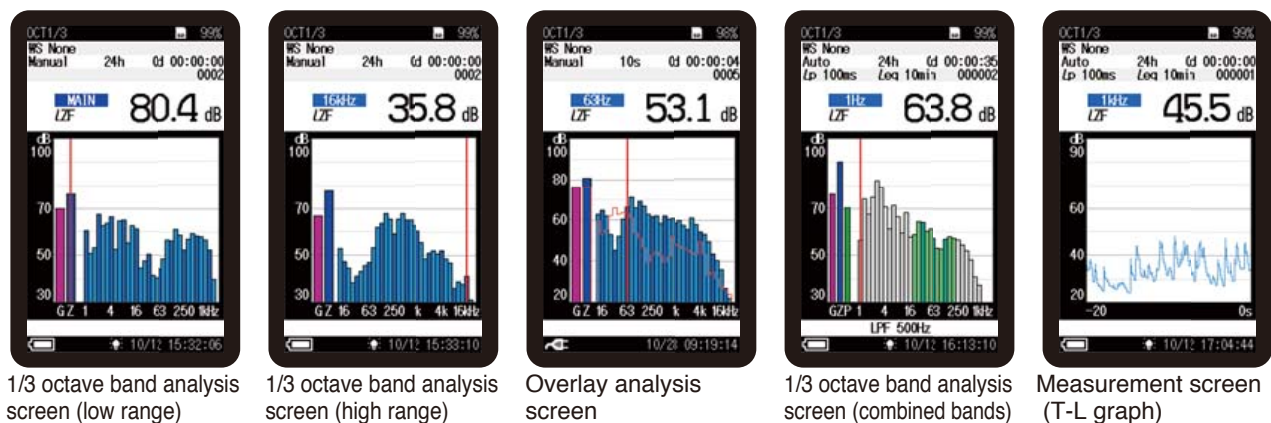 OCT1/3 99%
WS None
Manual 24h 0d 00:00:00
0002
MAIN
LZF 80.4 dB
dB
100
70
50
30
G Z 1 4 16 63 250 1kHz
15:32:06
1/3 octave band analysis
screen (low range)
OCT1/3 99%
WS None
Manual 24h 0d 00:00:00
0002
16kHz
LZF 35.8 dB
dB
100
70
50
30
G Z 16 63 250 1k 4k 16kHz
15:33:10
1/3 octave band analysis
screen (high range)
OCT1/3 98%
WS None
Manual 10s 0d 00:00:04
0005
63Hz
LZF 53.1 dB
dB
100
80
60
40
20
G Z 16 63 250 1k 4k 16kHz
10/28 09:19:14
Overlay analysis
screen
OCT1/3 99%
WS None
Auto 24h 0d 00:00:35
Lp 100ms Leq 10min 000002
1Hz
LZF 63.8 dB
dB
100
70
50
30
GZP 1 4 16 63 250 1kHz
LPF 500Hz
16:13:10
1/3 octave band analysis
screen (combined bands)
OCT1/3 99%
WS None
Auto 24h 0d 00:00:00
Lp 100ms Leq 10min 000001
1kHz
LZF 45.5 dB
dB
90
60
40
20
-20 0s
17:04:44
Measurement screen
(T-L graph)